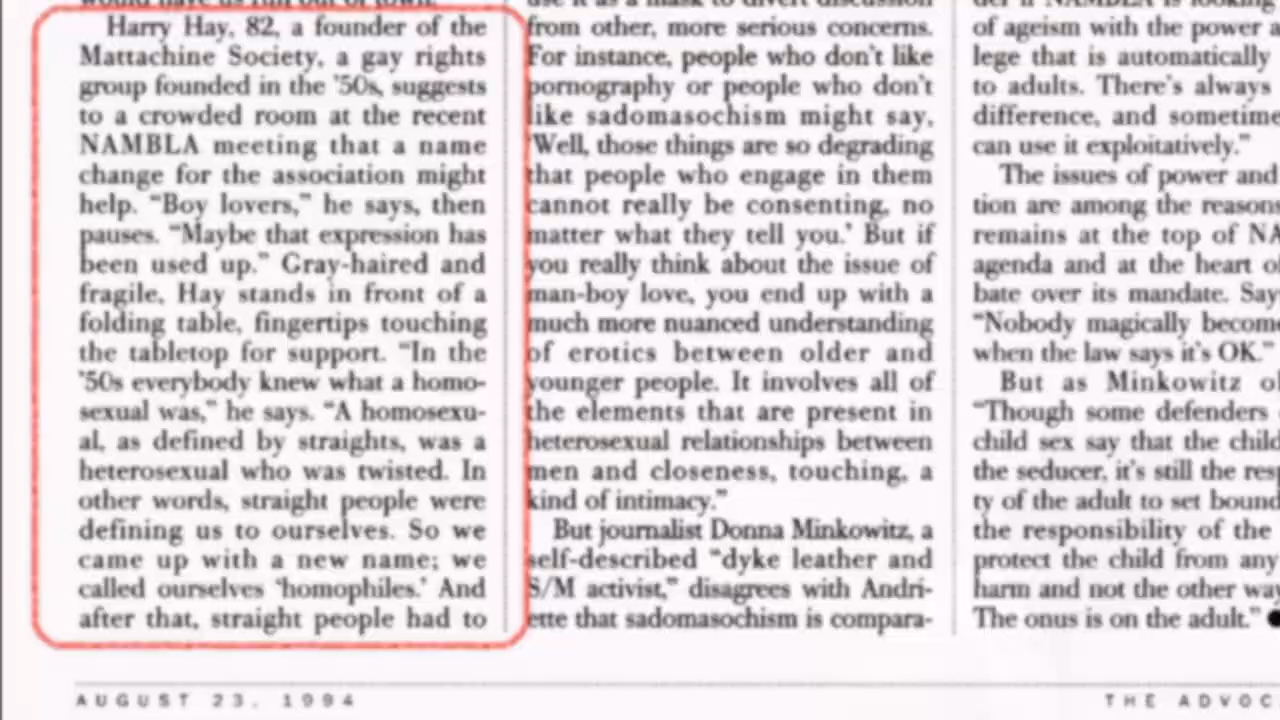 would have us run out of town.
Harry Hay, 82, a founder of the
Mattachine Society, a gay rights
group founded in the '50s, suggests
to a crowded room at the recent
NAMBLA meeting that a name
change for the association might
help. “Boy lovers,” he says, then
pauses. “Maybe that expression has
been used up.” Gray-haired and
fragile, Hay stands in front of a
folding table, fingertips touching
the tabletop for support. “In the
'50s everybody knew what a homo-
sexual was,” he says. “A homosexu-
al, as defined by straights, was a
heterosexual who was twisted. In
other words, straight people were
defining us to ourselves. So we
came up with a new name; we
called ourselves ‘homophiles.’ And
after that, straight people had to
use it as a mask to divert discussion
from other, more serious concerns.
For instance, people who don't like
pornography or people who don't
like sadomasochism might say,
‘Well, those things are so degrading
that people who engage in them
cannot really be consenting, no
matter what they tell you.’ But if
you really think about the issue of
man-boy love, you end up with a
much more nuanced understanding
of erotics between older and
younger people. It involves all of
the elements that are present in
heterosexual relationships between
men and closeness, touching, a
kind of intimacy.”
But journalist Donna Minkowitz, a
self-described “dyke leather and
S/M activist,” disagrees with Andri-
ette that sadomasochism is compara-
der if NAMBLA is looking
of ageism with the power a
lege that is automatically
to adults. There's always
difference, and sometime
can use it exploitatively.”
The issues of power and
tion are among the reasons
remains at the top of NA
agenda and at the heart of
bate over its mandate. Say
“Nobody magically become
when the law says it's OK.”
But as Minkowitz ol
“Though some defenders
child sex say that the child
the seducer, it's still the resp
ty of the adult to set bound
the responsibility of the
protect the child from any
harm and not the other way
The onus is on the adult.”
AUGUST 23, 1994
THE ADVOC